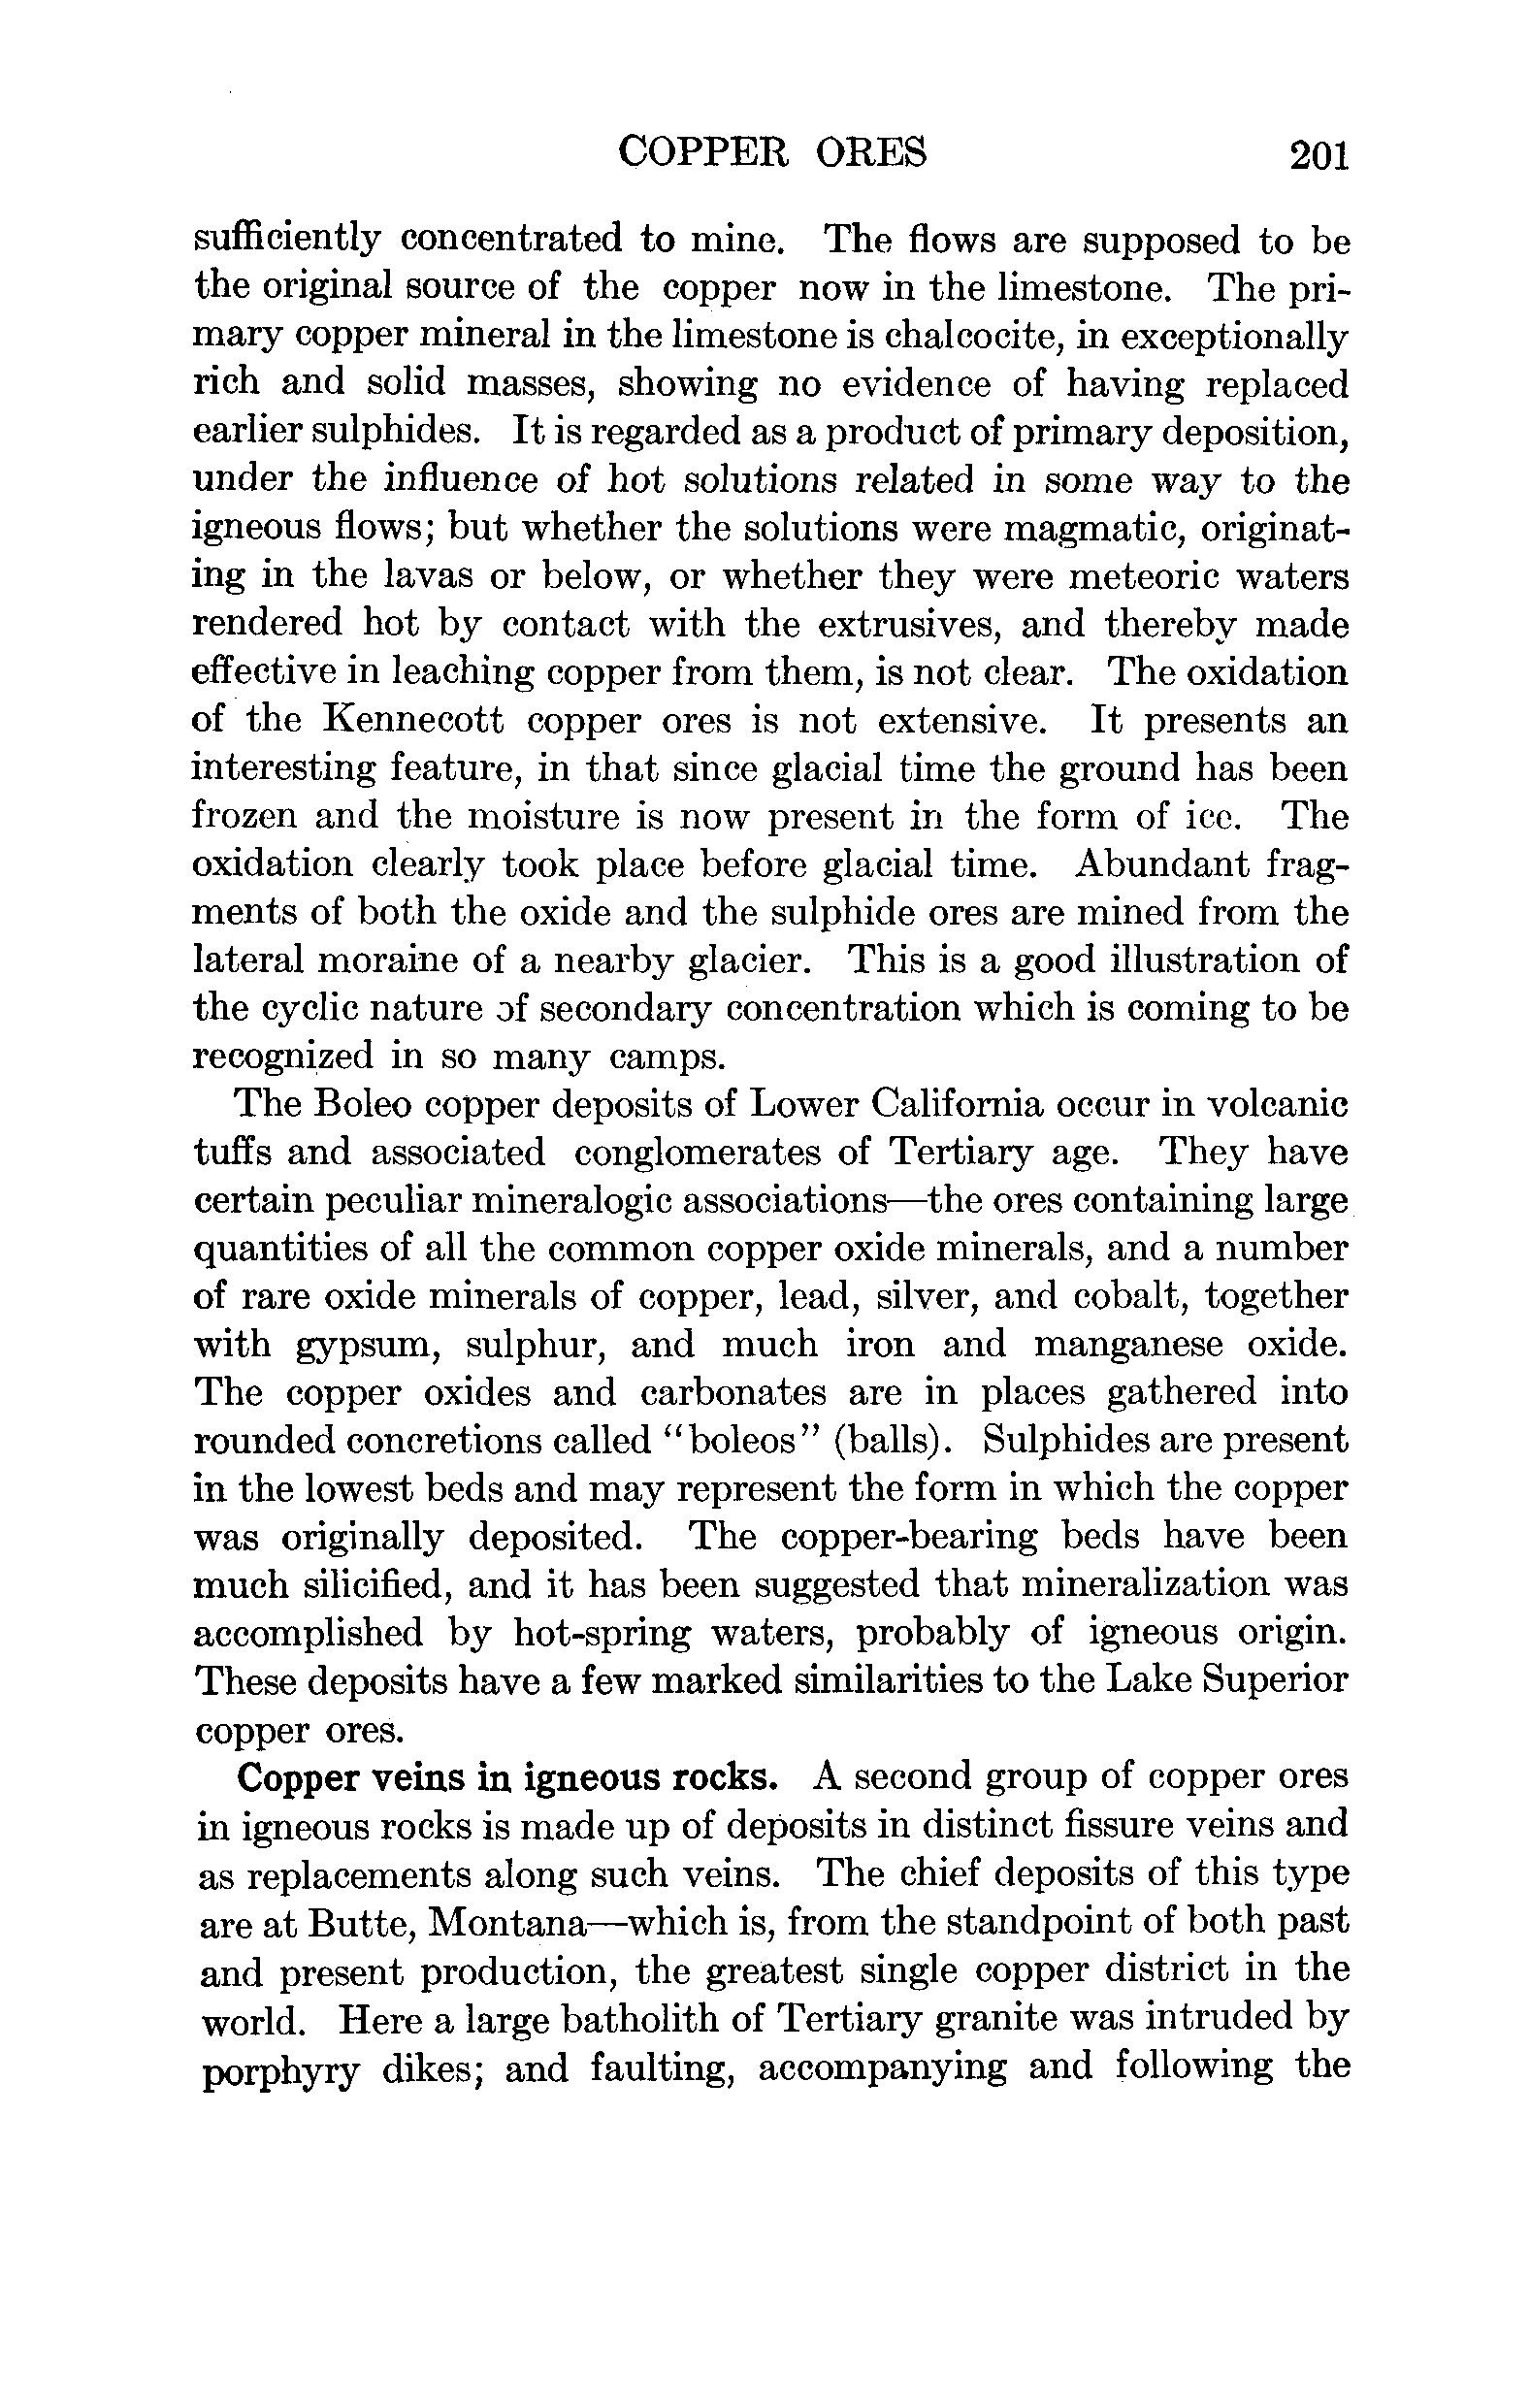 COPPER ORES 201
sufficiently concentrated to mine. The flows are supposed to be
the original source of the copper now in the limestone. The pri-
mary copper mineral in the limestone is chalcocite, in exceptionally
rich and solid masses, showing no evidence of having replaced
earlier sulphides. It is regarded as a product of primary deposition,
under the influence of hot solutions related in some way to the
igneous flows; but whether the solutions were magmatic, originat-
ing in the lavas or below, or whether they were meteoric waters
rendered hot by contact with the extrusives, and thereby made
effective in leaching copper from them, is not clear. The oxidation
of the Kennecott copper ores is not extensive. It presents an
interesting feature, in that since glacial time the ground has been
frozen and the moisture is now present in the form of ice. The
oxidation clearly took place before glacial time. Abundant frag-
ments of both the oxide and the sulphide ores are mined from the
lateral moraine of a nearby glacier. This is a good illustration of
the cyclic nature of secondary concentration which is coming to be
recognized in so many camps.
The Boleo copper deposits of Lower California occur in volcanic
tuffs and associated conglomerates of Tertiary age. They have
certain peculiar mineralogic associations—the ores containing large
quantities of all the common copper oxide minerals, and a number
of rare oxide minerals of copper, lead, silver, and cobalt, together
with gypsum, sulphur, and much iron and manganese oxide.
The copper oxides and carbonates are in places gathered into
rounded concretions called “boleos” (balls). Sulphides are present
in the lowest beds and may represent the form in which the copper
was originally deposited. The copper-bearing beds have been
much silicified, and it has been suggested that mineralization was
accomplished by hot-spring waters, probably of igneous origin.
These deposits have a few marked similarities to the Lake Superior
copper ores.
Copper veins in igneous rocks. A second group of copper ores
in igneous rocks is made up of deposits in distinct fissure veins and
as replacements along such veins. The chief deposits of this type
are at Butte, Montana—which is, from the standpoint of both past
and present production, the greatest single copper district in the
world. Here a large batholith of Tertiary granite was intruded by
porphyry dikes; and faulting, accompanying and following the